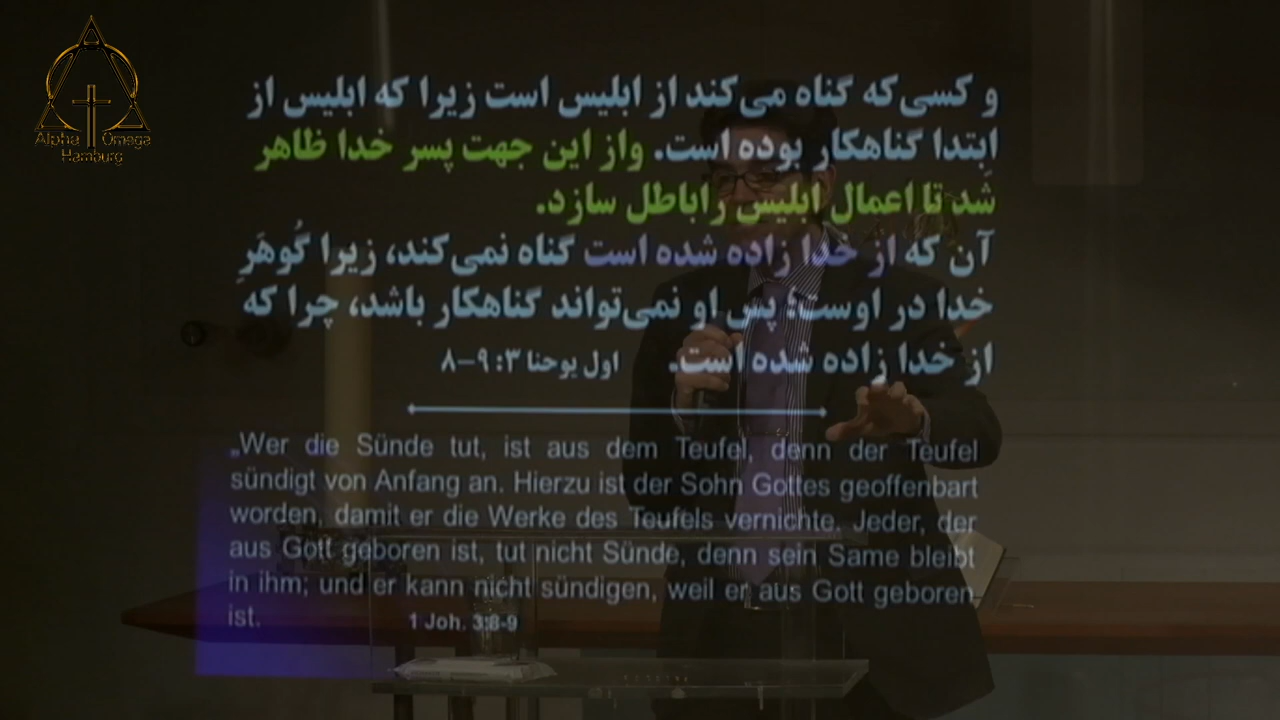 Alpha Omega
Hamburg
و کسی‌که گناه می‌کند از ابلیس است زیرا که ابلیس از
ابتدا گناهکار بوده است. واز این جهت پسر خدا ظاهر
شد تا اعمال ابلیس راباطل سازد.
آن که از خدا زاده شده است گناه نمی‌کند، زیرا گُوهَرِ
خدا در اوست؛ پس او نمی‌تواند گناهکار باشد، چرا که
از خدا زاده شده است. اول یوحنا ۳: ۹–۸
„Wer die Sünde tut, ist aus dem Teufel, denn der Teufel
sündigt von Anfang an. Hierzu ist der Sohn Gottes geoffenbart
worden, damit er die Werke des Teufels vernichte. Jeder, der
aus Gott geboren ist, tut nicht Sünde, denn sein Same bleibt
in ihm; und er kann nicht sündigen, weil er aus Gott geboren
ist. 1 Joh. 3:8-9